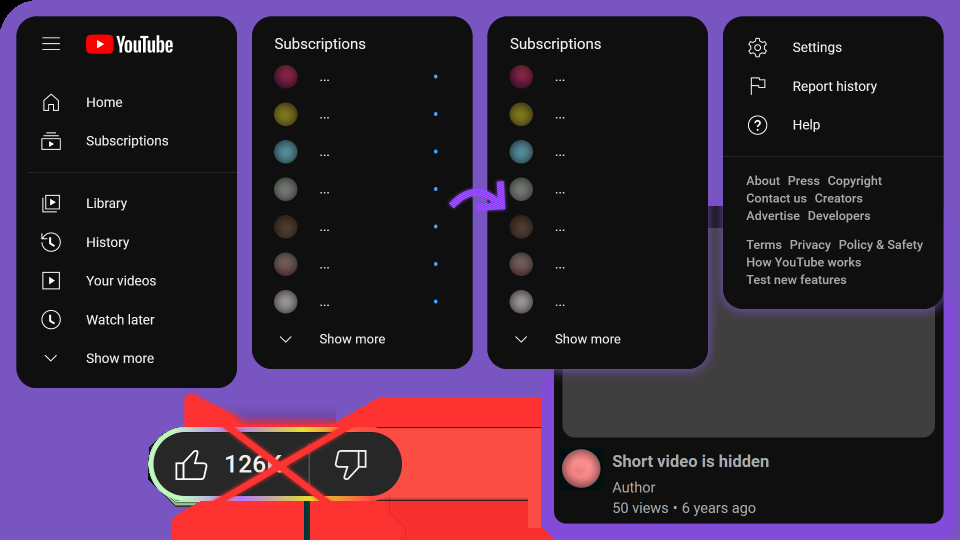 YouTube
Home
Subscriptions
Library
History
Your videos
Watch later
Show more
Subscriptions
...
...
...
...
...
...
...
Show more
Subscriptions
...
...
...
...
...
...
...
Show more
Settings
Report history
Help
About Press Copyright
Contact us Creators
Advertise Developers
Terms Privacy Policy & Safety
How YouTube works
Test new features
126K
Short video is hidden
Author
50 views • 6 years ago